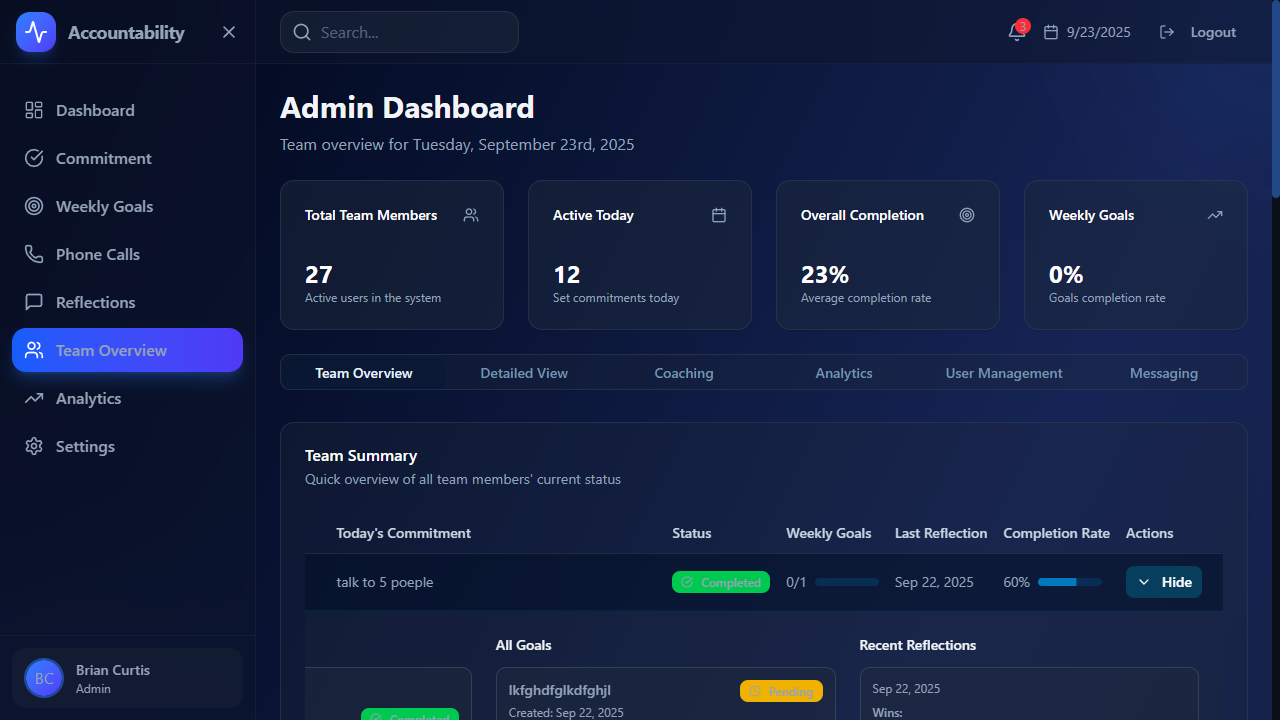 Accountability
Search...
3
9/23/2025
Logout
Dashboard
Commitment
Weekly Goals
Phone Calls
Reflections
Team Overview
Analytics
Settings
BC
Brian Curtis
Admin
Admin Dashboard
Team overview for Tuesday, September 23rd, 2025
Total Team Members
27
Active users in the system
Active Today
12
Set commitments today
Overall Completion
23%
Average completion rate
Weekly Goals
0%
Goals completion rate
Team Overview Detailed View Coaching Analytics User Management Messaging
Team Summary
Quick overview of all team members' current status
Today's Commitment Status Weekly Goals Last Reflection Completion Rate Actions
talk to 5 poeple Completed 0/1 Sep 22, 2025 60% Hide
Completed
All Goals
lkfghdfglkdfghjl Pending
Created: Sep 22, 2025
Recent Reflections
Sep 22, 2025
Wins: